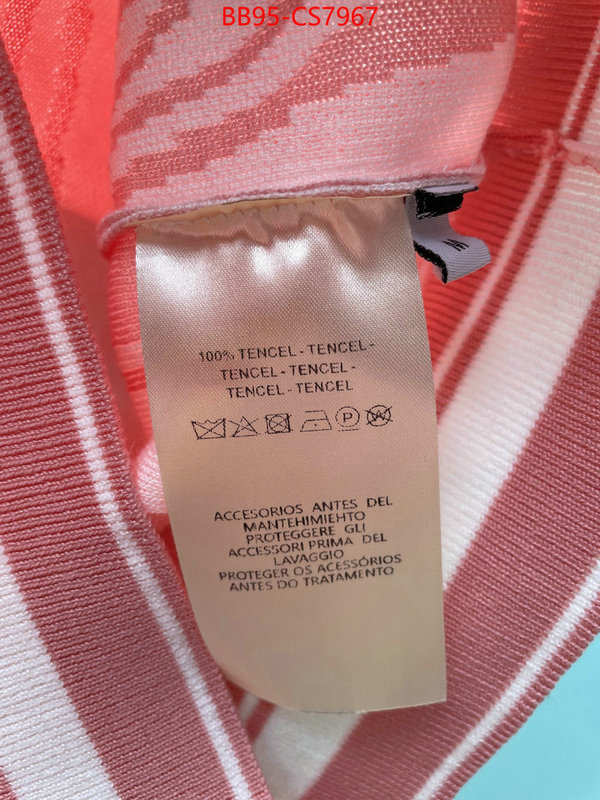 BB95-CS7967
M
100% TENCEL - TENCEL -
TENCEL - TENCEL -
TENCEL - TENCEL
P
W
ACCESORIOS ANTES DEL
MANTEHIMIEHTO
PROTEGGERE GLI
ACCESSORI PRIMA DEL
LAVAGGIO
PROTEGER OS ACESSÓRIOS
ANTES DO TRATAMENTO